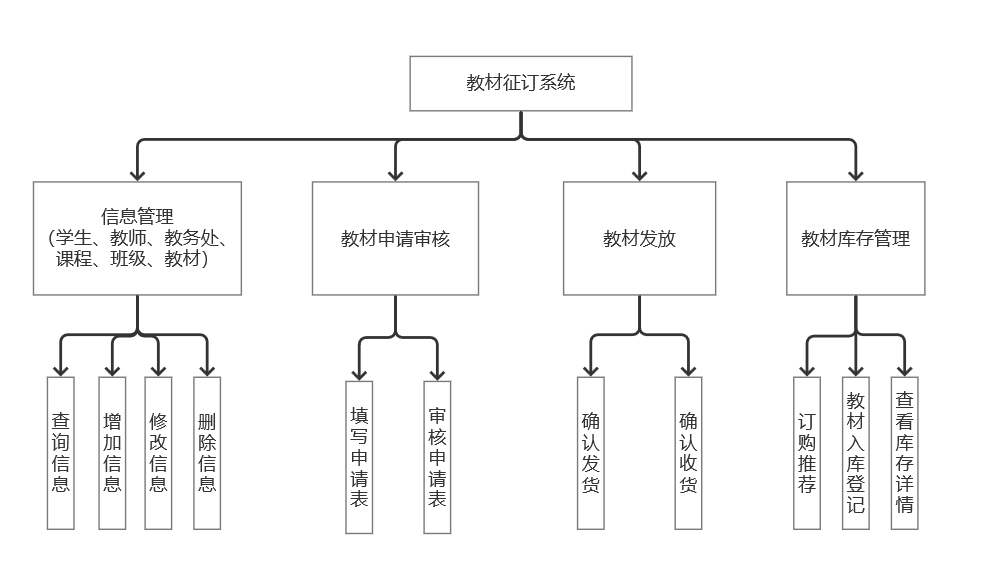 教材征订系统
信息管理
（学生、教师、教务处、
课程、班级、教材）
教材申请审核
教材发放
教材库存管理
查询信息
增加信息
修改信息
删除信息
填写申请表
审核申请表
确认发货
确认收货
订购推荐
教材入库登记
查看库存详情